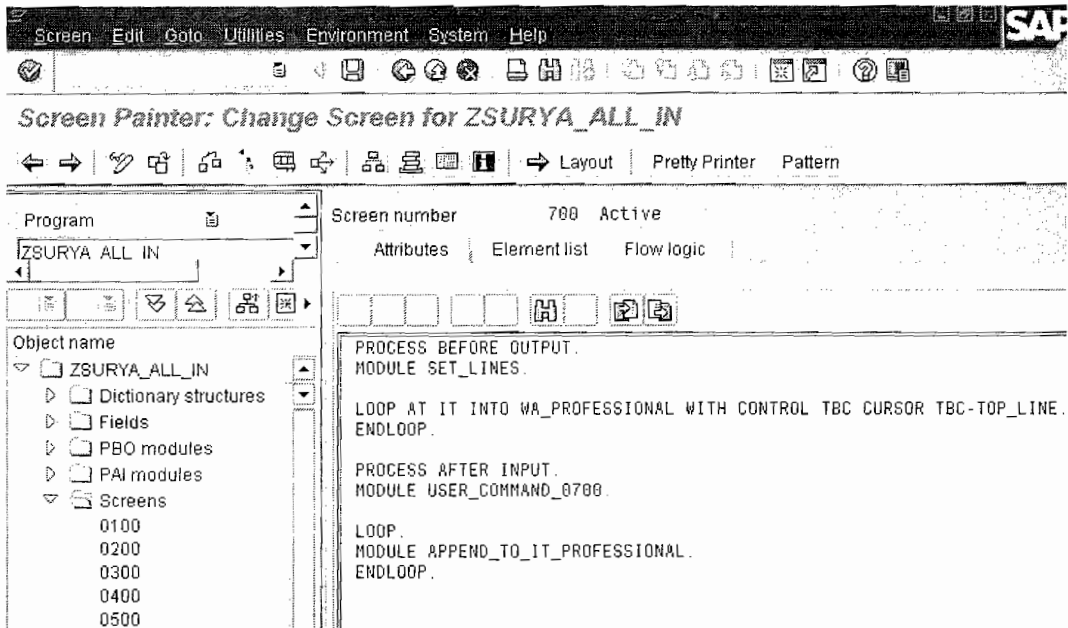 Screen Edit Goto Utilities Environment System Help
SAP
Screen Painter: Change Screen for ZSURYA_ALL_IN
Layout Pretty Printer Pattern
Program
ZSURYA ALL IN
Screen number 700 Active
Attributes Element list Flow logic
Object name
ZSURYA_ALL_IN
Dictionary structures
Fields
PBO modules
PAI modules
Screens
0100
0200
0300
0400
0500
PROCESS BEFORE OUTPUT.
MODULE SET_LINES.
LOOP AT IT INTO WA_PROFESSIONAL WITH CONTROL TBC CURSOR TBC-TOP_LINE.
ENDLOOP.
PROCESS AFTER INPUT.
MODULE USER_COMMAND_0700.
LOOP.
MODULE APPEND_TO_IT_PROFESSIONAL.
ENDLOOP.